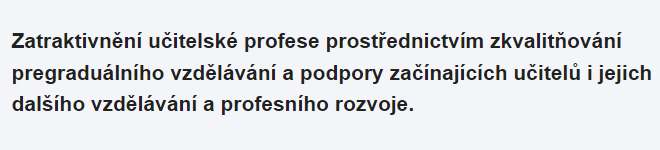 Zatraktivnění učitelské profese prostřednictvím zkvalitňování
pregraduálního vzdělávání a podpory začínajících učitelů i jejich
dalšího vzdělávání a profesního rozvoje.